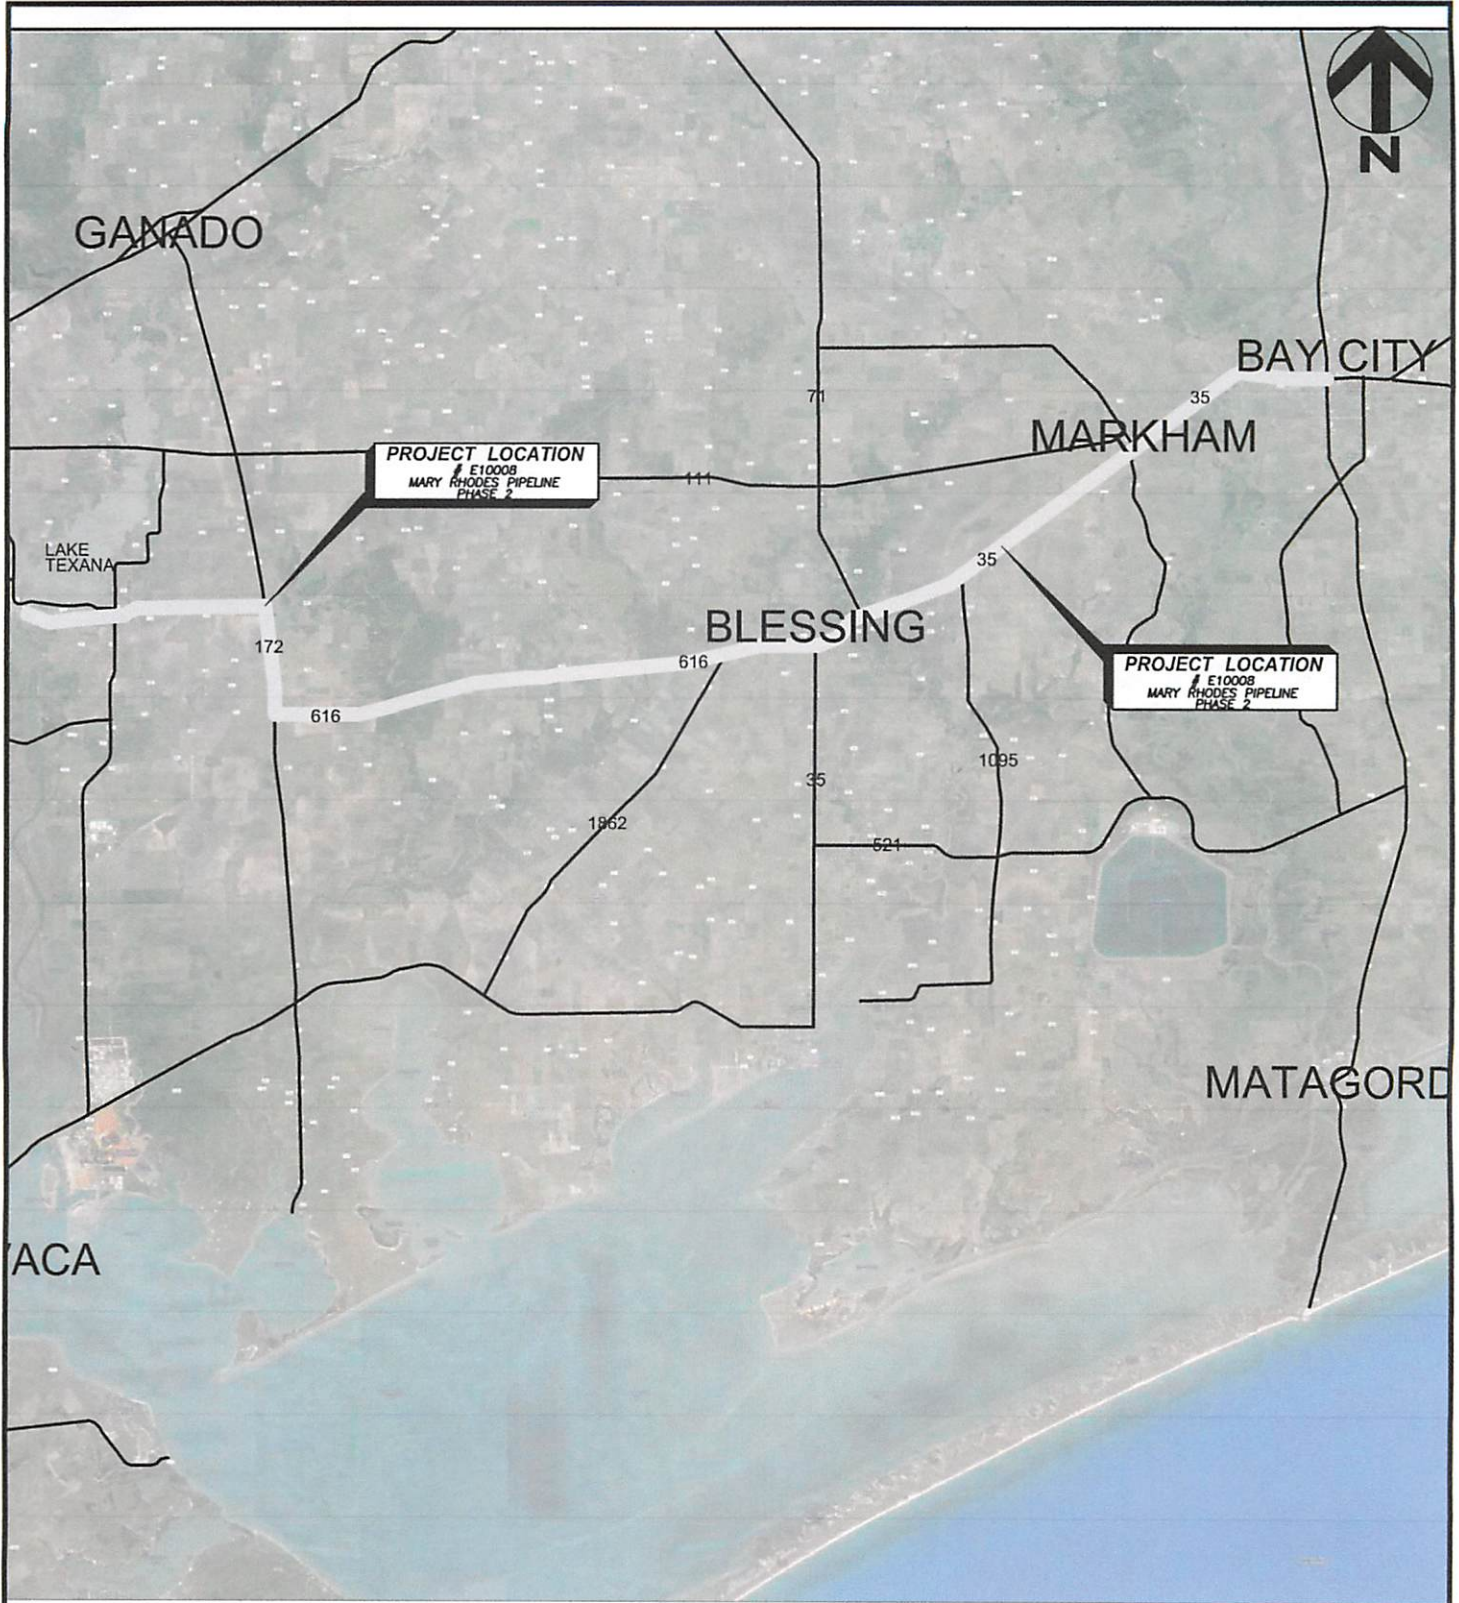 N
GANADO
BAY CITY
35
71
MARKHAM
PROJECT LOCATION
# E10008
MARY RHODES PIPELINE
PHASE 2
111
LAKE
TEXANA
35
BLESSING
172
616
PROJECT LOCATION
# E10008
MARY RHODES PIPELINE
PHASE 2
616
1095
35
1862
521
MATAGORD
VACA